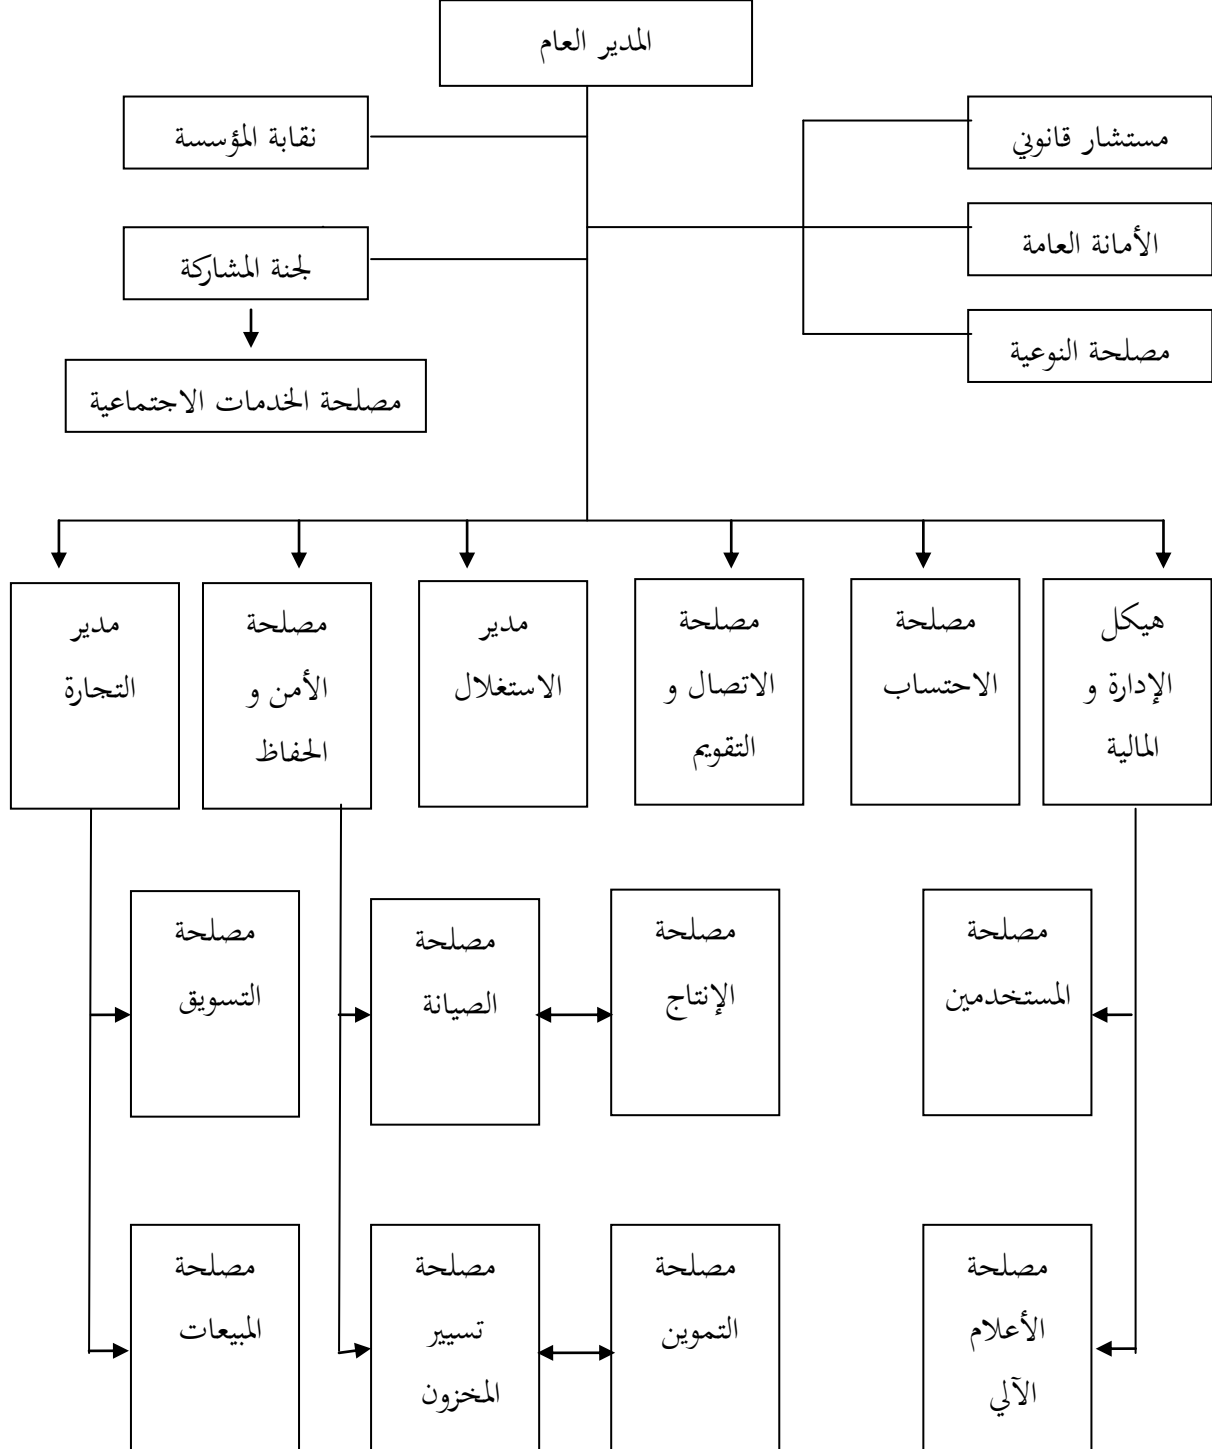 المدير العام
مستشار قانوني
نقابة المؤسسة
الأمانة العامة
لجنة المشاركة
مصلحة النوعية
مصلحة الخدمات الاجتماعية
هيكل
الإدارة و
المالية
مصلحة
الاحتساب
مصلحة
الاتصال و
التقويم
مدير
الاستغلال
مصلحة
الأمن و
الحفاظ
مدير
التجارة
مصلحة
المستخدمين
مصلحة
الإنتاج
مصلحة
الصيانة
مصلحة
التسويق
مصلحة
الأعلام
الآلي
مصلحة
التموين
مصلحة
تسيير
المخزون
مصلحة
المبيعات